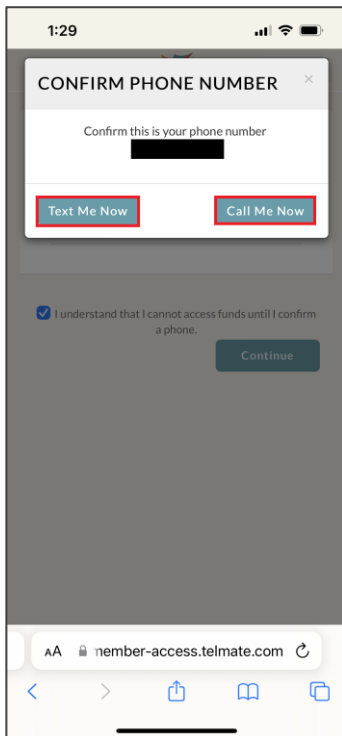 1:29
CONFIRM PHONE NUMBER ×
Confirm this is your phone number
Text Me Now Call Me Now
I understand that I cannot access funds until I confirm
a phone.
Continue
AA member-access.telmate.com